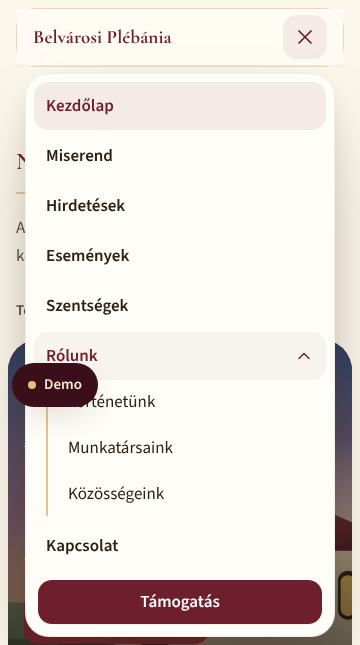 Belvárosi Plébánia
Kezdőlap
Miserend
Hirdetések
Események
Szentségek
Rólunk
Demo
Munkatársaink
Közösségeink
Kapcsolat
Támogatás